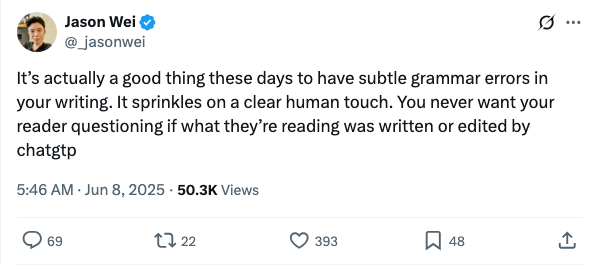 Jason Wei
@_jasonwei
It’s actually a good thing these days to have subtle grammar errors in
your writing. It sprinkles on a clear human touch. You never want your
reader questioning if what they’re reading was written or edited by
chatgtp
5:46 AM · Jun 8, 2025 · 50.3K Views
69 22 393 48